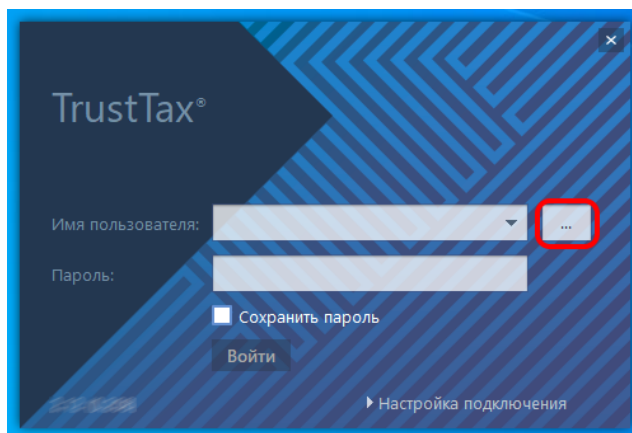 TrustTax®
Имя пользователя:
...
Пароль:
Сохранить пароль
Войти
Настройка подключения